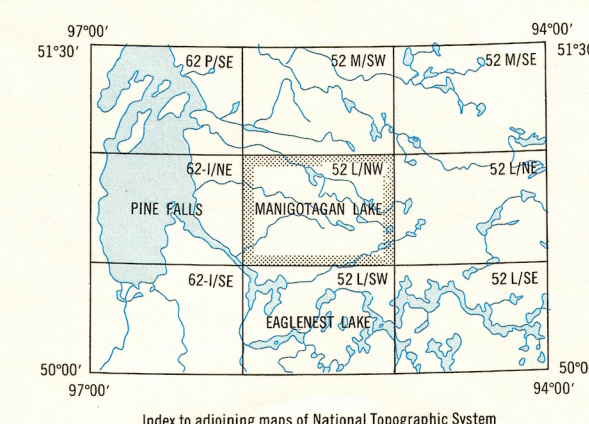 97°00′ 94°00′
51°30′ 51°30′
62 P/SE 52 M/SW 52 M/SE
62-I/NE 52 L/NW 52 L/NE
PINE FALLS MANIGOTAGAN LAKE
62-I/SE 52 L/SW 52 L/SE
EAGLENEST LAKE
50°00′ 50°00
97°00′ 94°00′
Index to adjoining maps of National Topographic System